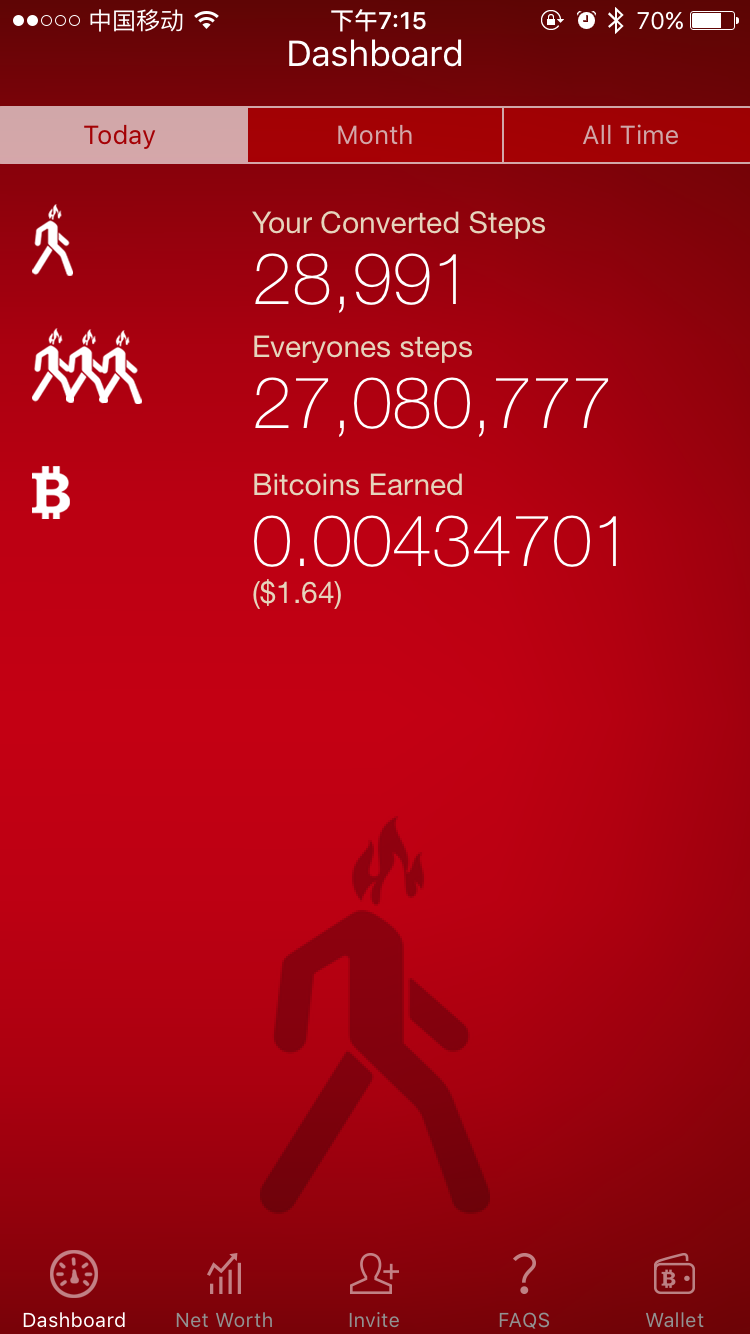 中国移动 下午7:15 70%
Dashboard
Today Month All Time
Your Converted Steps
28,991
Everyones steps
27,080,777
Bitcoins Earned
0.00434701
($1.64)
Dashboard Net Worth Invite FAQS Wallet